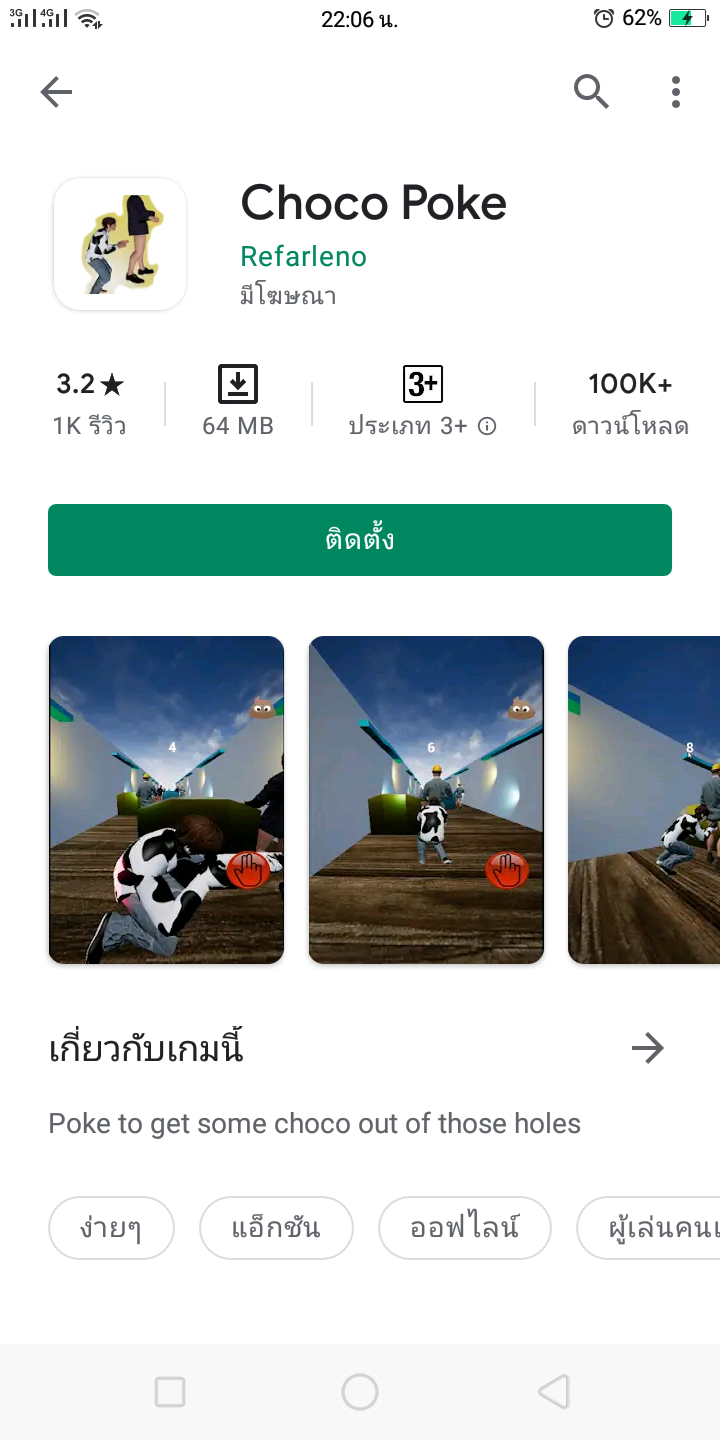 3G 4G 22:06 น. 62%
Choco Poke
Refarleno
มีโฆษณา
3.2★ 3+ 100K+
1K รีวิว 64 MB ประเภท 3+ ดาวน์โหลด
ติดตั้ง
4 6 8
เกี่ยวกับเกมนี้
Poke to get some choco out of those holes
ง่ายๆ แอ็กชัน ออฟไลน์ ผู้เล่นคน